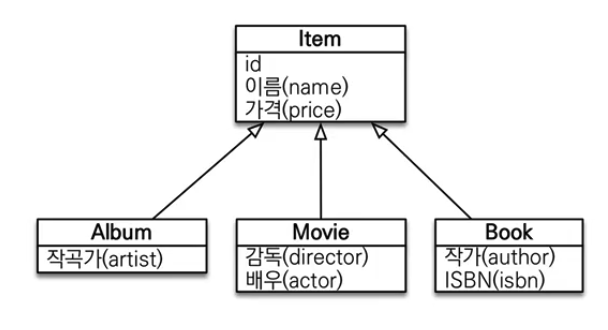 Item
id
이름(name)
가격(price)
Album
작곡가(artist)
Movie
감독(director)
배우(actor)
Book
작가(author)
ISBN(isbn)